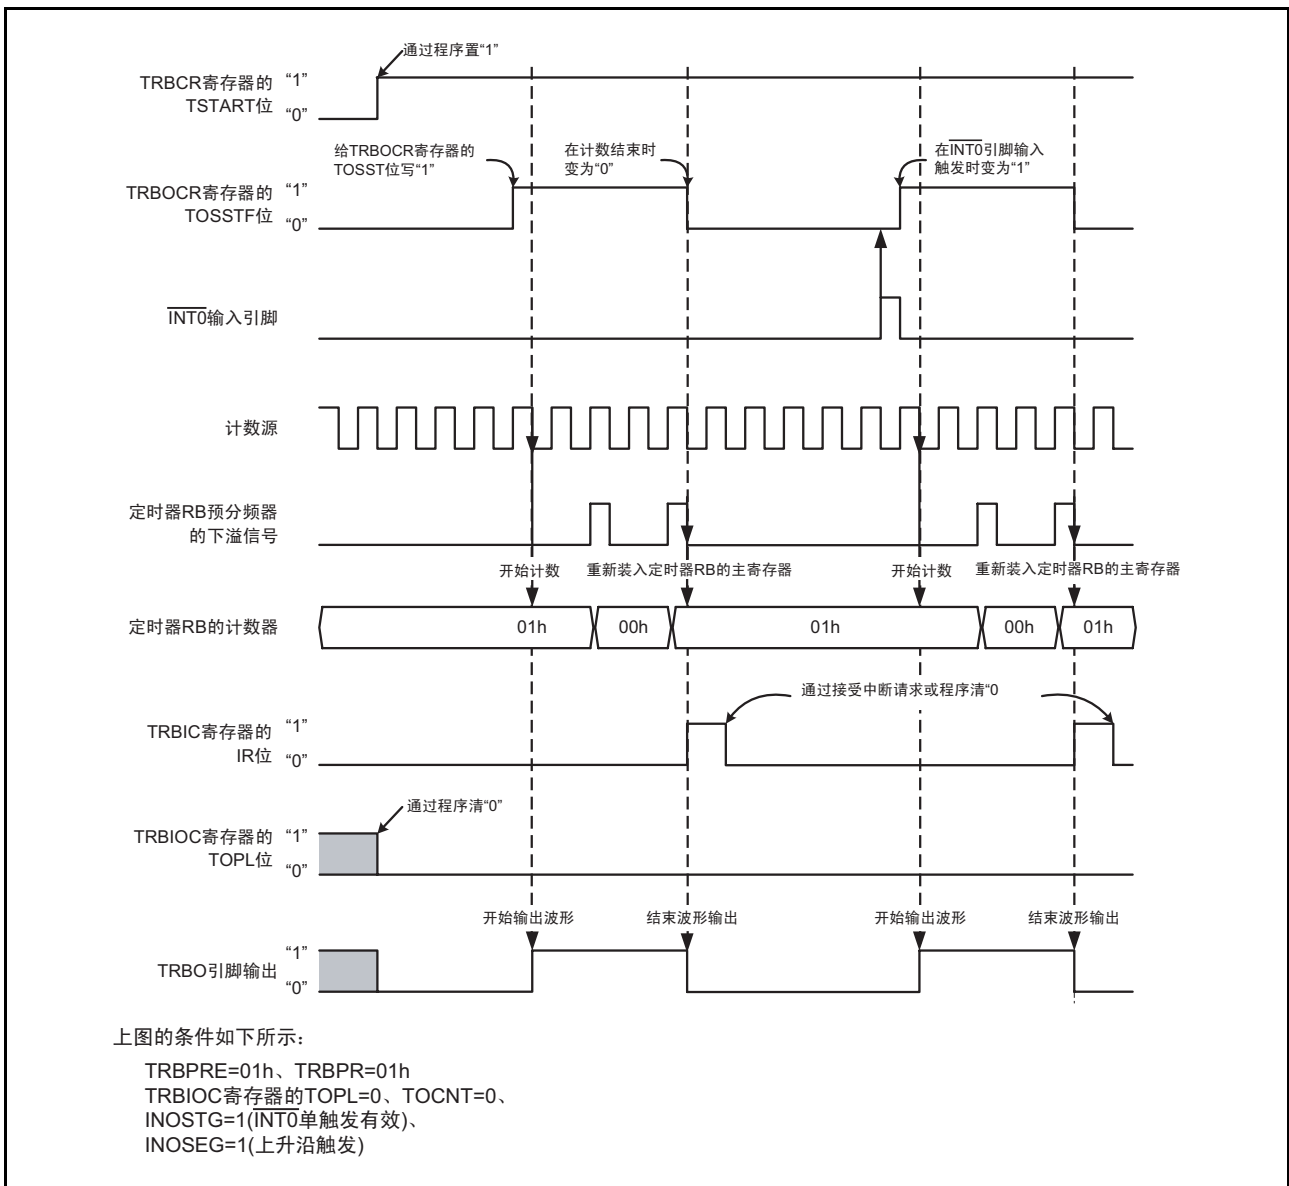 通过程序置“1”
TRBCR寄存器的 “1”
TSTART位 “0”
给TRBOCR寄存器的
TOSST位写“1”
在计数结束时
变为“0”
在INT0引脚输入
触发时变为“1”
TRBOCR寄存器的 “1”
TOSSTF位 “0”
INT0输入引脚
计数源
定时器RB预分频器
的下溢信号
开始计数 重新装入定时器RB的主寄存器 开始计数 重新装入定时器RB的主寄存器
定时器RB的计数器 01h 00h 01h 00h 01h
通过接受中断请求或程序清“0
TRBIC寄存器的 “1”
IR位 “0”
通过程序清“0”
TRBIOC寄存器的 “1”
TOPL位 “0”
开始输出波形 结束波形输出 开始输出波形 结束波形输出
“1”
TRBO引脚输出 “0”
上图的条件如下所示：
TRBPRE=01h、TRBPR=01h
TRBIOC寄存器的TOPL=0、TOCNT=0、
INOSTG=1(INT0单触发有效)、
INOSEG=1(上升沿触发)